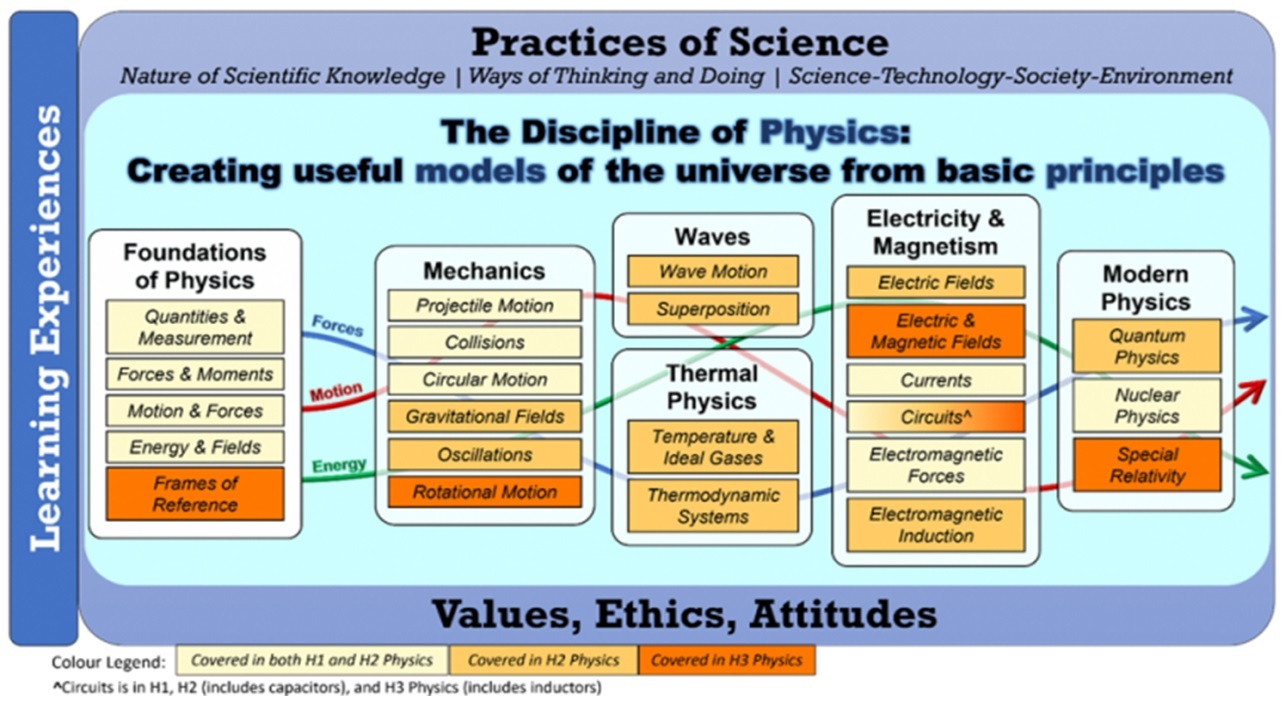 Learning Experiences
Practices of Science
Nature of Scientific Knowledge | Ways of Thinking and Doing | Science-Technology-Society-Environment
The Discipline of Physics:
Creating useful models of the universe from basic principles
Foundations
of Physics
Quantities &
Measurement
Forces & Moments
Motion & Forces
Energy & Fields
Frames of
Reference
Forces
Motion
Energy
Mechanics
Projectile Motion
Collisions
Circular Motion
Gravitational Fields
Oscillations
Rotational Motion
Waves
Wave Motion
Superposition
Thermal
Physics
Temperature &
Ideal Gases
Thermodynamic
Systems
Electricity &
Magnetism
Electric Fields
Electric &
Magnetic Fields
Currents
Circuits^
Electromagnetic
Forces
Electromagnetic
Induction
Modern
Physics
Quantum
Physics
Nuclear
Physics
Special
Relativity
Values, Ethics, Attitudes
Colour Legend:
Covered in both H1 and H2 Physics
Covered in H2 Physics
Covered in H3 Physics
^Circuits is in H1, H2 (includes capacitors), and H3 Physics (includes inductors)